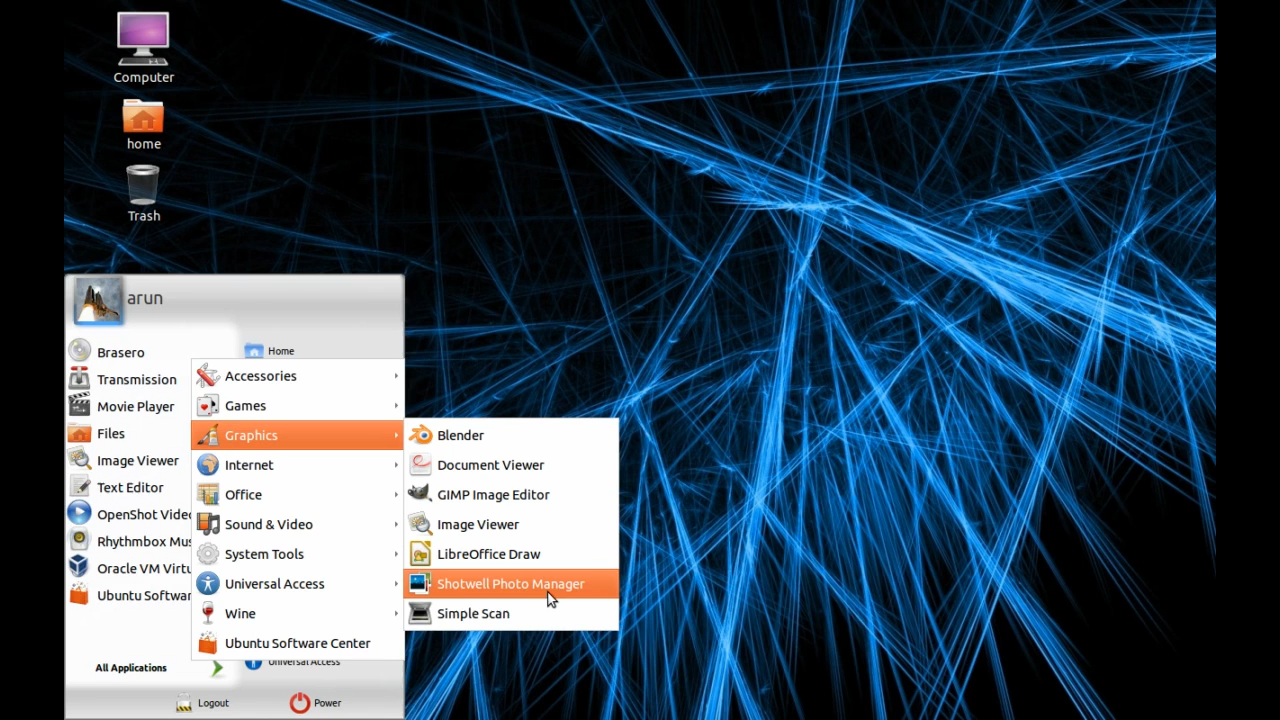 Computer
home
Trash
arun
Brasero
Transmission
Movie Player
Files
Image Viewer
Text Editor
OpenShot Vide
Rhythmbox Mus
Oracle VM Virtu
Ubuntu Softwar
All Applications
Home
Universal Access
Logout
Power
Accessories
Games
Graphics
Internet
Office
Sound & Video
System Tools
Universal Access
Wine
Ubuntu Software Center
Blender
Document Viewer
GIMP Image Editor
Image Viewer
LibreOffice Draw
Shotwell Photo Manager
Simple Scan